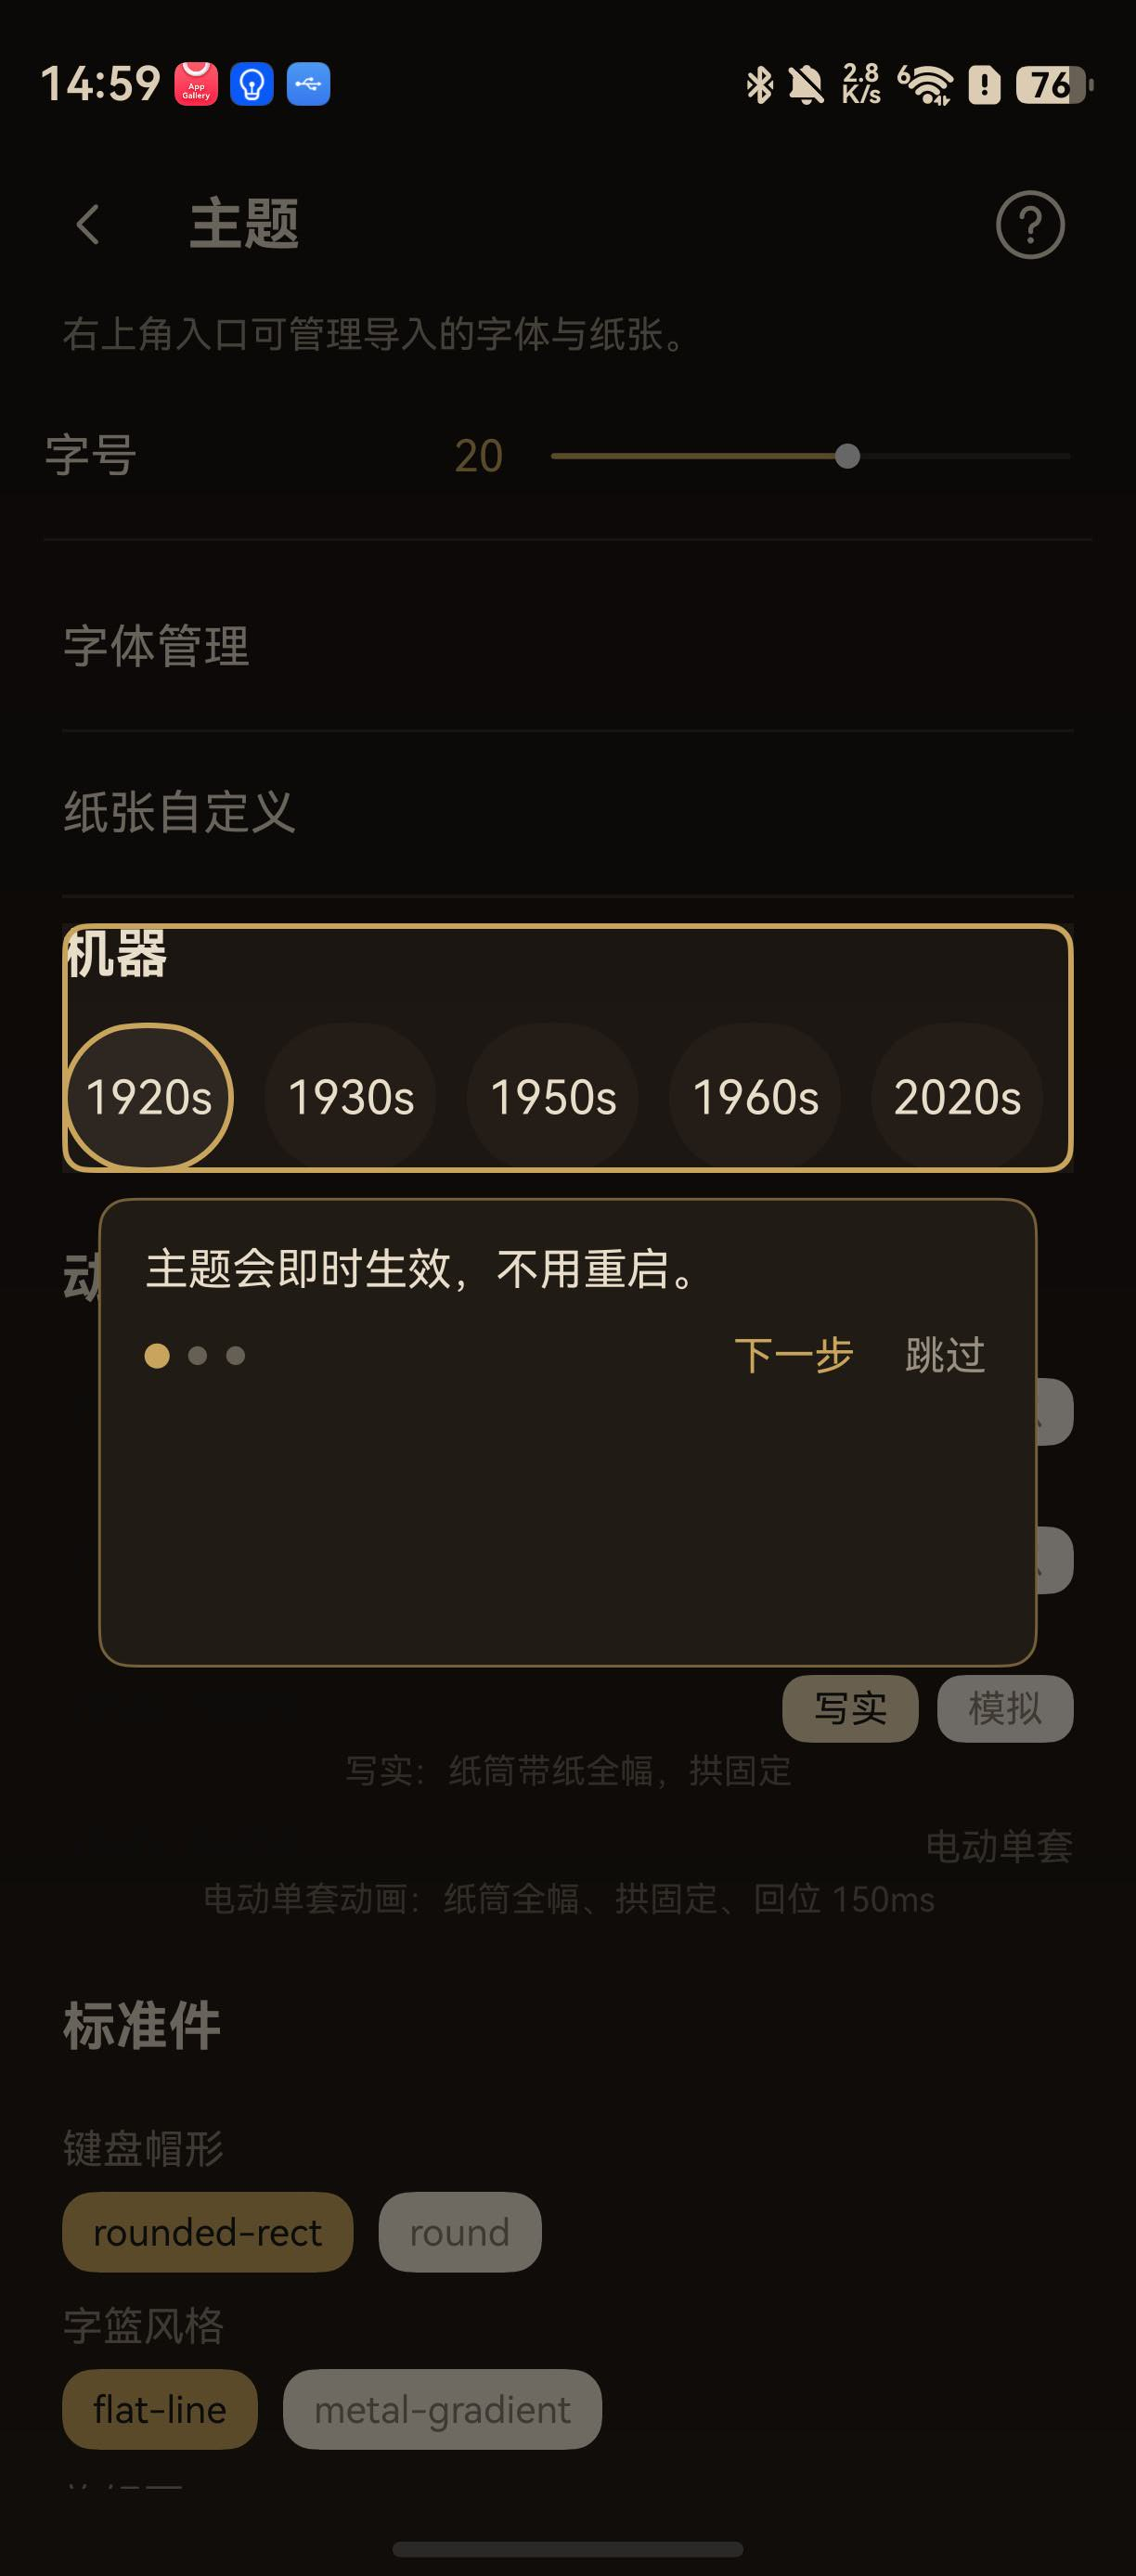 14:59
App
Gallery
2.8
K/s
6
76
主题
右上角入口可管理导入的字体与纸张。
字号 20
字体管理
纸张自定义
机器
1920s 1930s 1950s 1960s 2020s
主题会即时生效，不用重启。
下一步 跳过
写实 模拟
写实：纸筒带纸全幅，拱固定
电动单套
电动单套动画：纸筒全幅、拱固定、回位 150ms
标准件
键盘帽形
rounded-rect round
字篮风格
flat-line metal-gradient